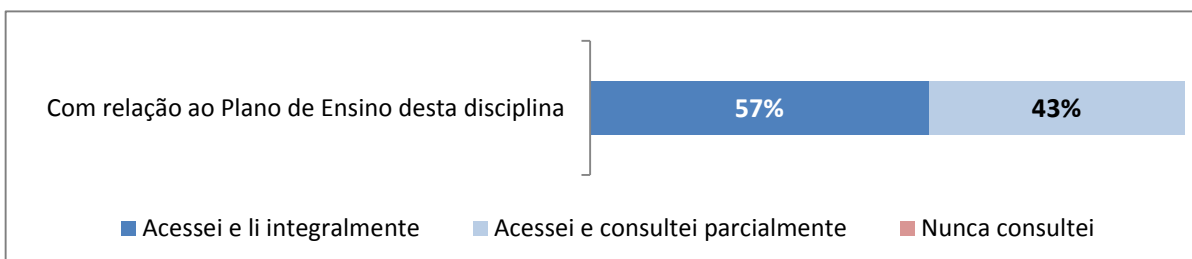 Com relação ao Plano de Ensino desta disciplina 57% 43%
Acessei e li integralmente Acessei e consultei parcialmente Nunca consultei